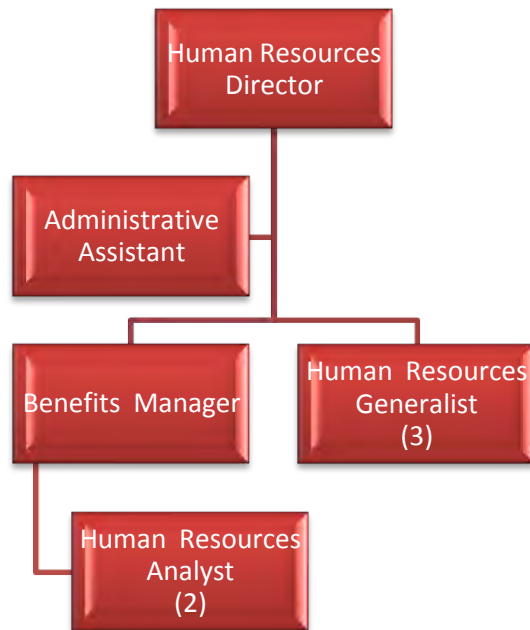 Human Resources
Director
Administrative
Assistant
Benefits Manager
Human Resources
Generalist
(3)
Human Resources
Analyst
(2)